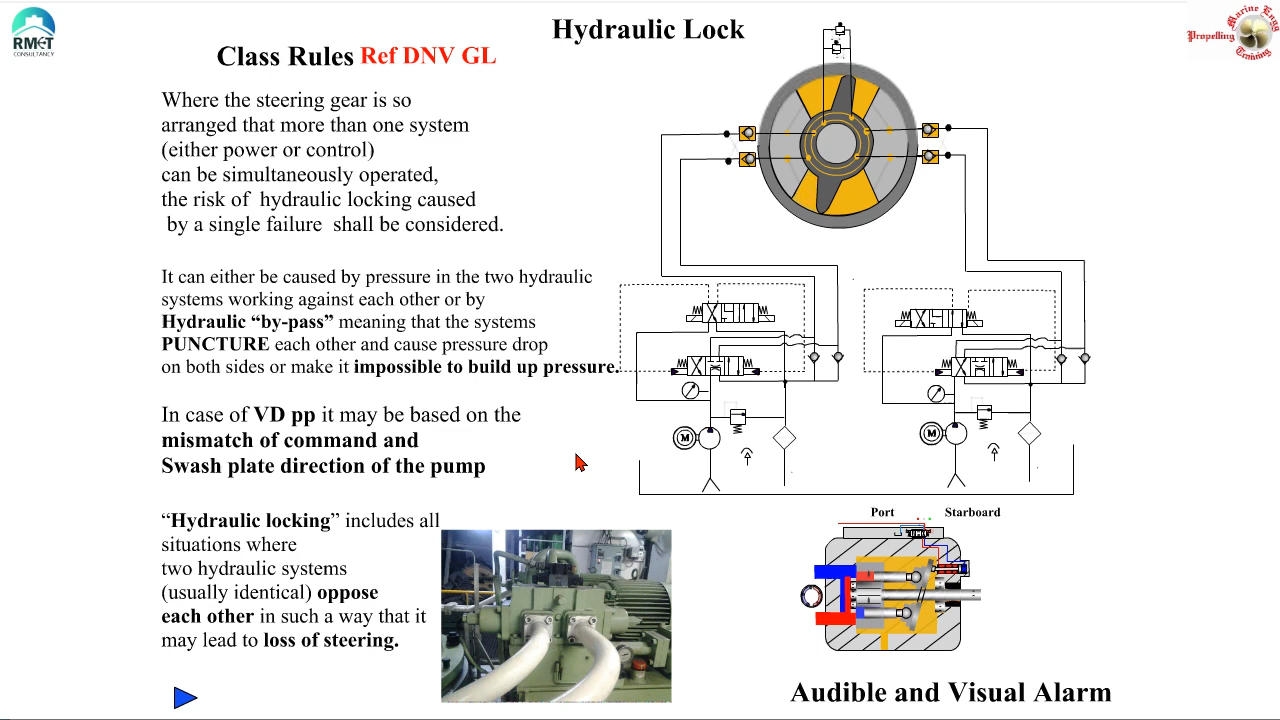 Hydraulic Lock
RMET
CONSULTANCY
Propelling Marine Engg Training
Class Rules Ref DNV GL
Where the steering gear is so
arranged that more than one system
(either power or control)
can be simultaneously operated,
the risk of hydraulic locking caused
by a single failure shall be considered.
It can either be caused by pressure in the two hydraulic
systems working against each other or by
Hydraulic “by-pass” meaning that the systems
PUNCTURE each other and cause pressure drop
on both sides or make it impossible to build up pressure.
In case of VD pp it may be based on the
mismatch of command and
Swash plate direction of the pump
“Hydraulic locking” includes all
situations where
two hydraulic systems
(usually identical) oppose
each other in such a way that it
may lead to loss of steering.
M
M
Port Starboard
Audible and Visual Alarm